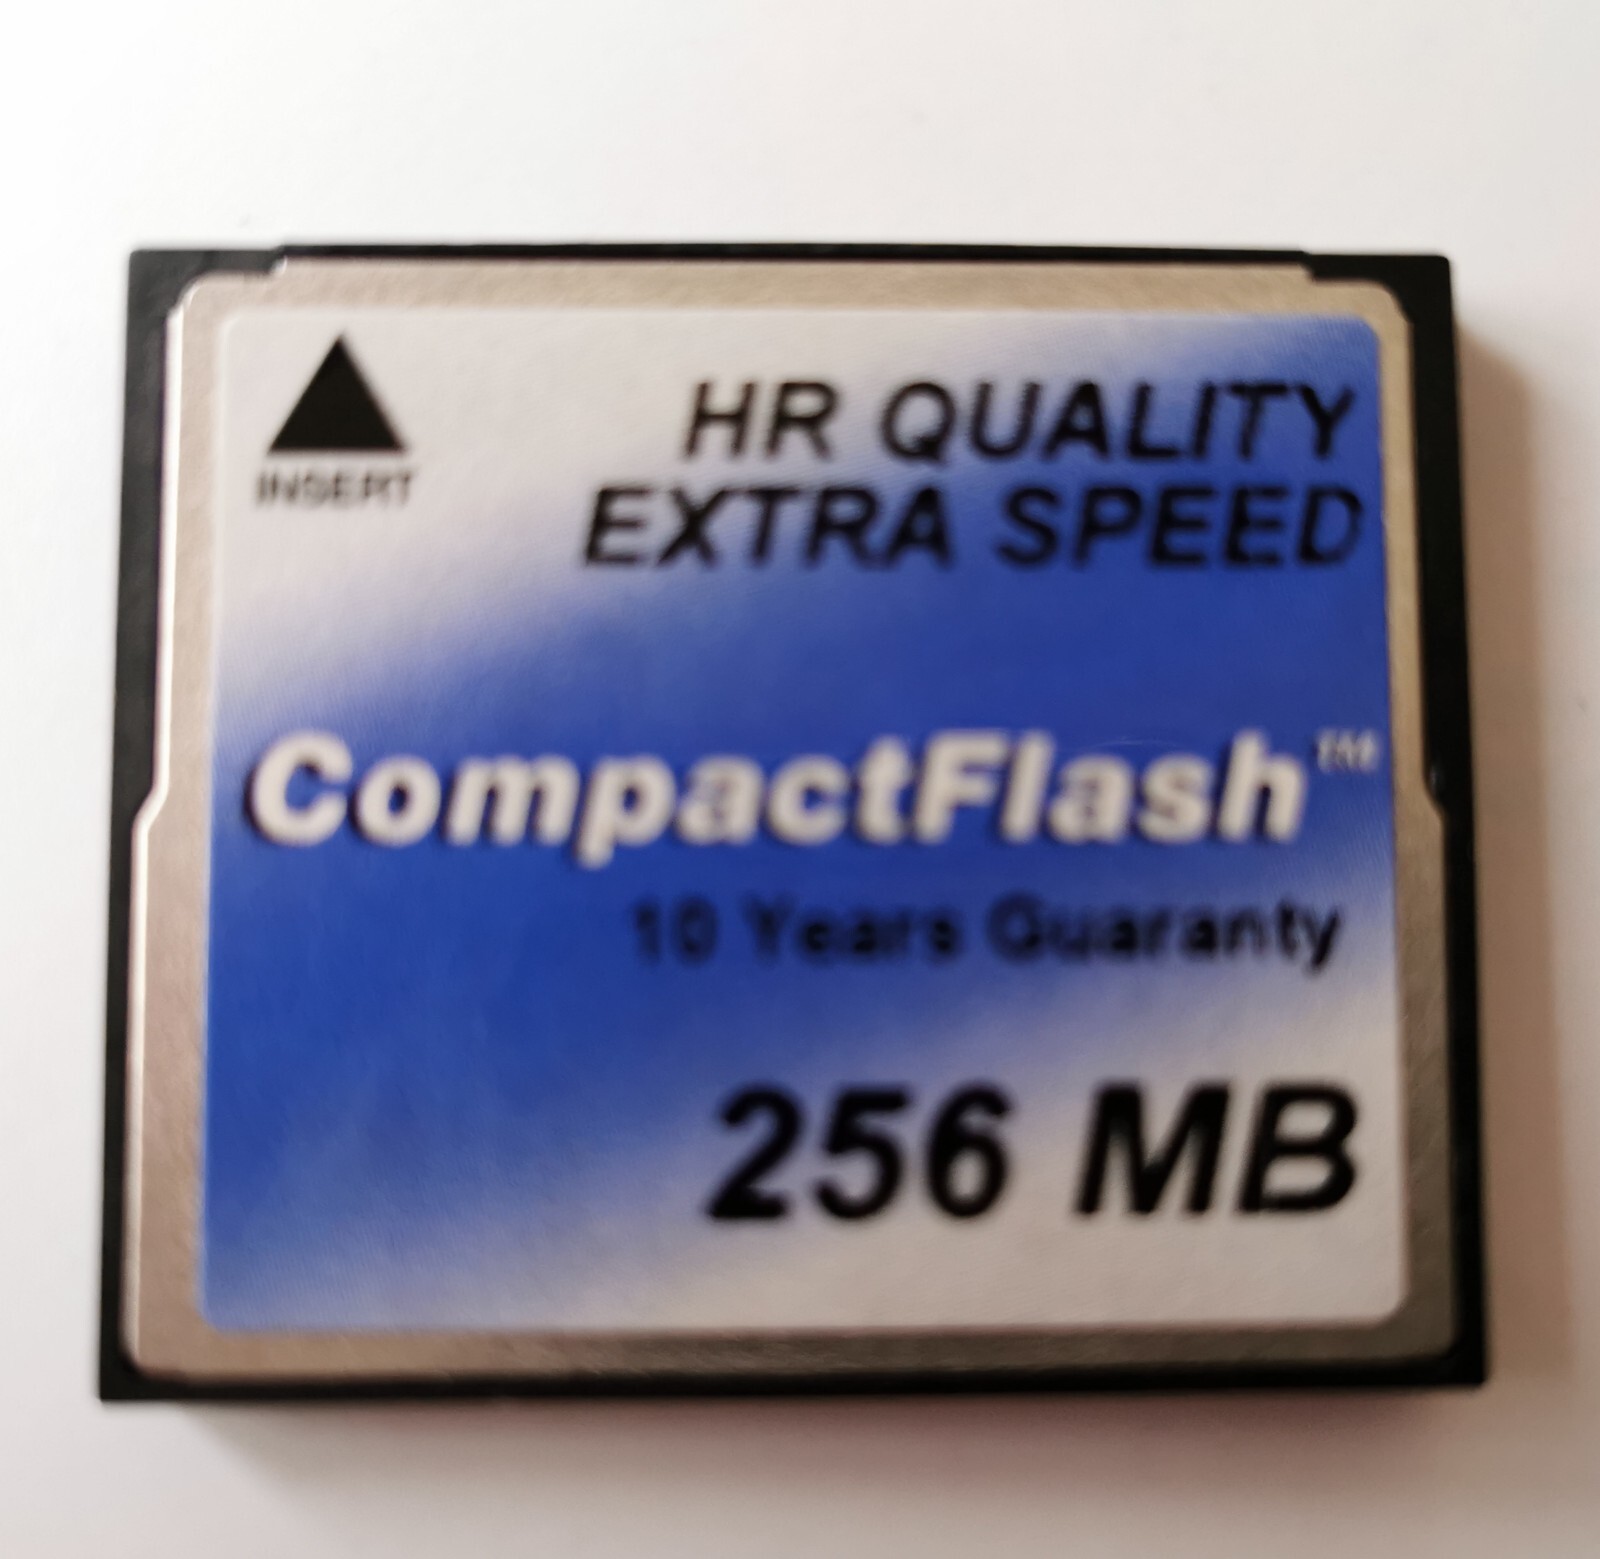 HR QUALITY
EXTRA SPEED
INSERT
CompactFlash™
10 Years Guaranty
256 MB